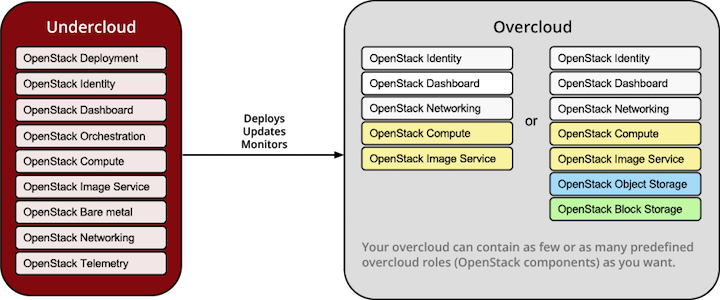 Undercloud
OpenStack Deployment
OpenStack Identity
OpenStack Dashboard
OpenStack Orchestration
OpenStack Compute
OpenStack Image Service
OpenStack Bare metal
OpenStack Networking
OpenStack Telemetry
Deploys
Updates
Monitors
Overcloud
OpenStack Identity
OpenStack Dashboard
OpenStack Networking
OpenStack Compute
OpenStack Image Service
or
OpenStack Identity
OpenStack Dashboard
OpenStack Networking
OpenStack Compute
OpenStack Image Service
OpenStack Object Storage
OpenStack Block Storage
Your overcloud can contain as few or as many predefined
overcloud roles (OpenStack components) as you want.